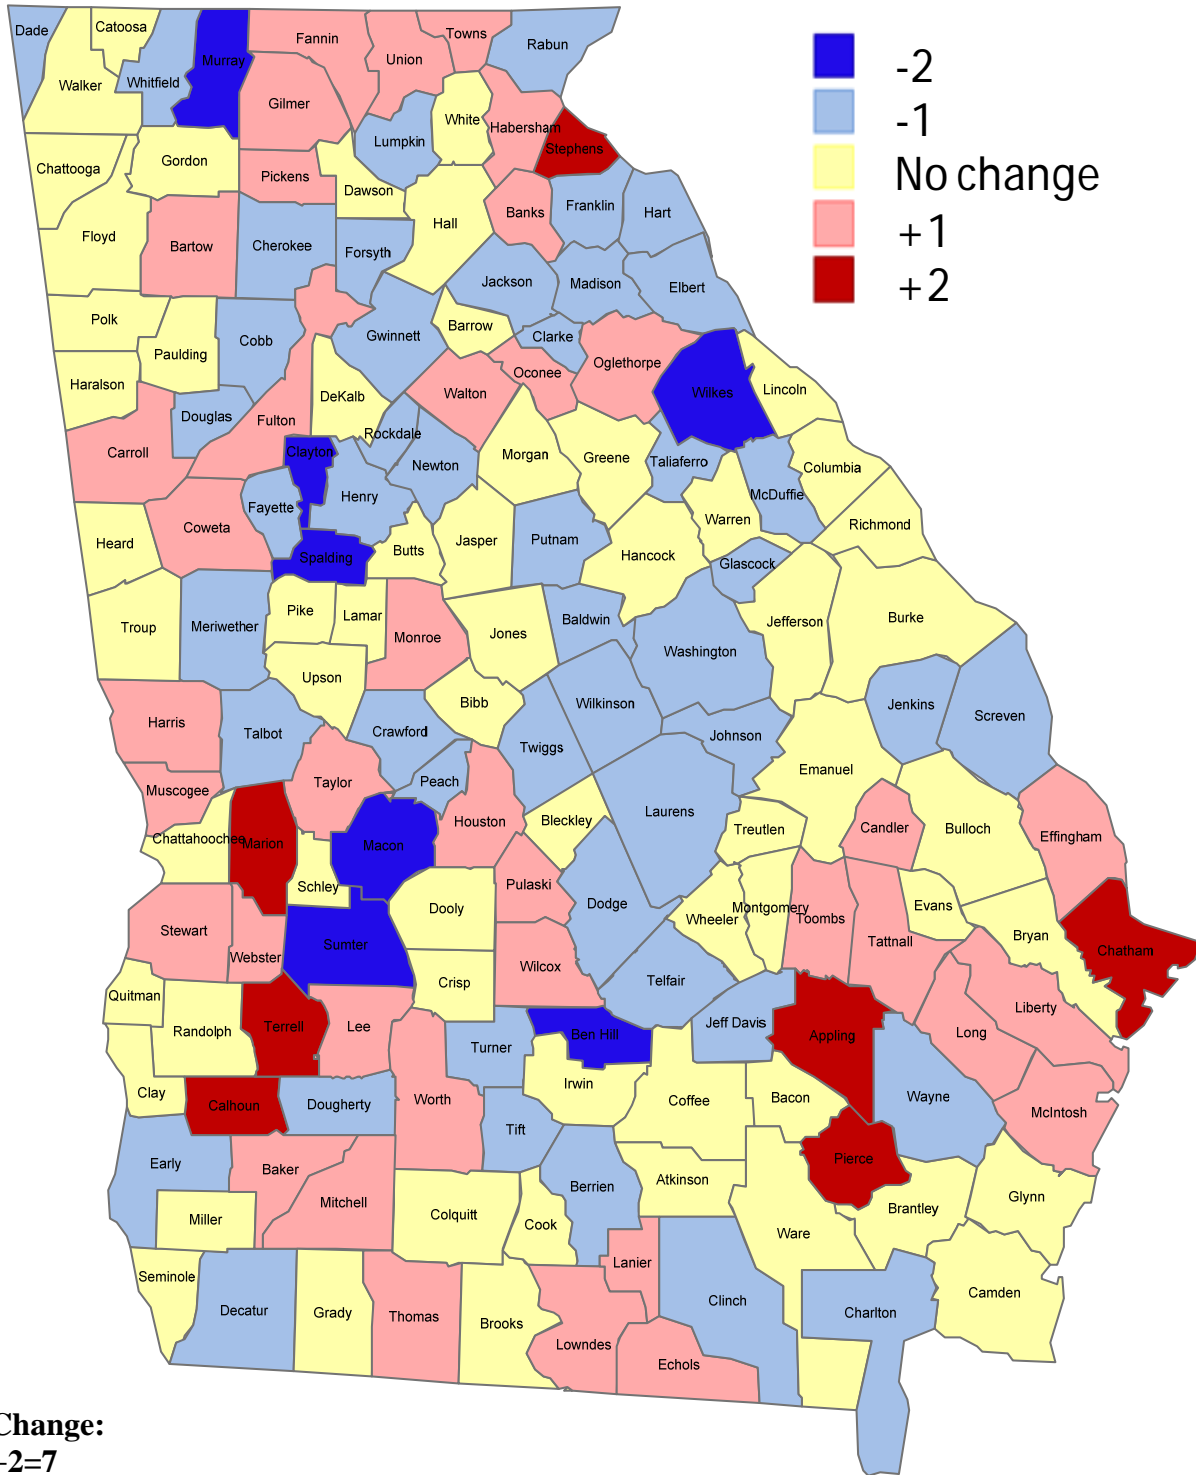 Dade
Catoosa
Walker
Whitfield
Murray
Fannin
Union
Towns
Rabun
-2
-1
No change
+1
+2
Gilmer
White
Habersham
Lumpkin
Stephens
Chattooga
Gordon
Pickens
Dawson
Hall
Banks
Franklin
Hart
Floyd
Bartow
Cherokee
Forsyth
Jackson
Madison
Elbert
Polk
Paulding
Cobb
Gwinnett
Barrow
Clarke
Haralson
DeKalb
Walton
Oconee
Oglethorpe
Wilkes
Lincoln
Carroll
Douglas
Fulton
Rockdale
Clayton
Newton
Morgan
Greene
Taliaferro
Columbia
McDuffie
Fayette
Henry
Heard
Coweta
Spalding
Butts
Jasper
Putnam
Hancock
Warren
Richmond
Glascock
Troup
Meriwether
Pike
Lamar
Monroe
Jones
Baldwin
Washington
Jefferson
Burke
Upson
Bibb
Wilkinson
Jenkins
Screven
Harris
Talbot
Crawford
Twiggs
Johnson
Muscogee
Taylor
Peach
Emanuel
Chattahoochee
Marion
Macon
Houston
Bleckley
Laurens
Treutlen
Candler
Bulloch
Effingham
Schley
Dooly
Pulaski
Dodge
Wheeler
Montgomery
Toombs
Evans
Stewart
Webster
Sumter
Crisp
Wilcox
Telfair
Tattnall
Bryan
Chatham
Quitman
Randolph
Terrell
Lee
Turner
Ben Hill
Jeff Davis
Appling
Long
Liberty
Clay
Calhoun
Dougherty
Worth
Irwin
Coffee
Bacon
Wayne
McIntosh
Early
Baker
Tift
Pierce
Miller
Mitchell
Colquitt
Cook
Berrien
Atkinson
Ware
Brantley
Glynn
Seminole
Decatur
Grady
Thomas
Brooks
Lanier
Lowndes
Echols
Clinch
Charlton
Camden
Change:
-2=7